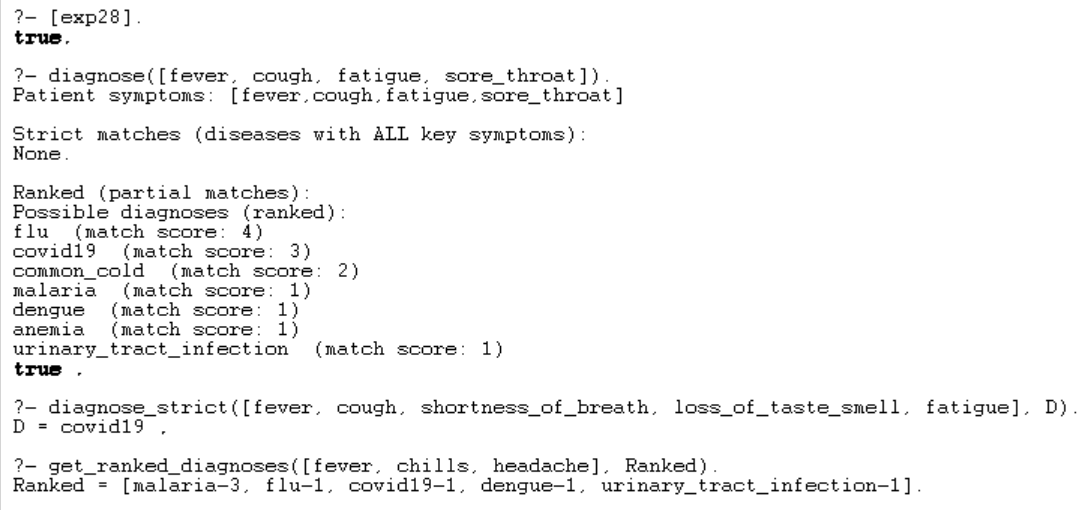 ?- [exp28].
true.
?- diagnose([fever, cough, fatigue, sore_throat]).
Patient symptoms: [fever,cough,fatigue,sore_throat]
Strict matches (diseases with ALL key symptoms):
None.
Ranked (partial matches):
Possible diagnoses (ranked):
flu  (match score: 4)
covid19  (match score: 3)
common_cold  (match score: 2)
malaria  (match score: 1)
dengue  (match score: 1)
anemia  (match score: 1)
urinary_tract_infection  (match score: 1)
true .
?- diagnose_strict([fever, cough, shortness_of_breath, loss_of_taste_smell, fatigue], D).
D = covid19 .
?- get_ranked_diagnoses([fever, chills, headache], Ranked).
Ranked = [malaria-3, flu-1, covid19-1, dengue-1, urinary_tract_infection-1].